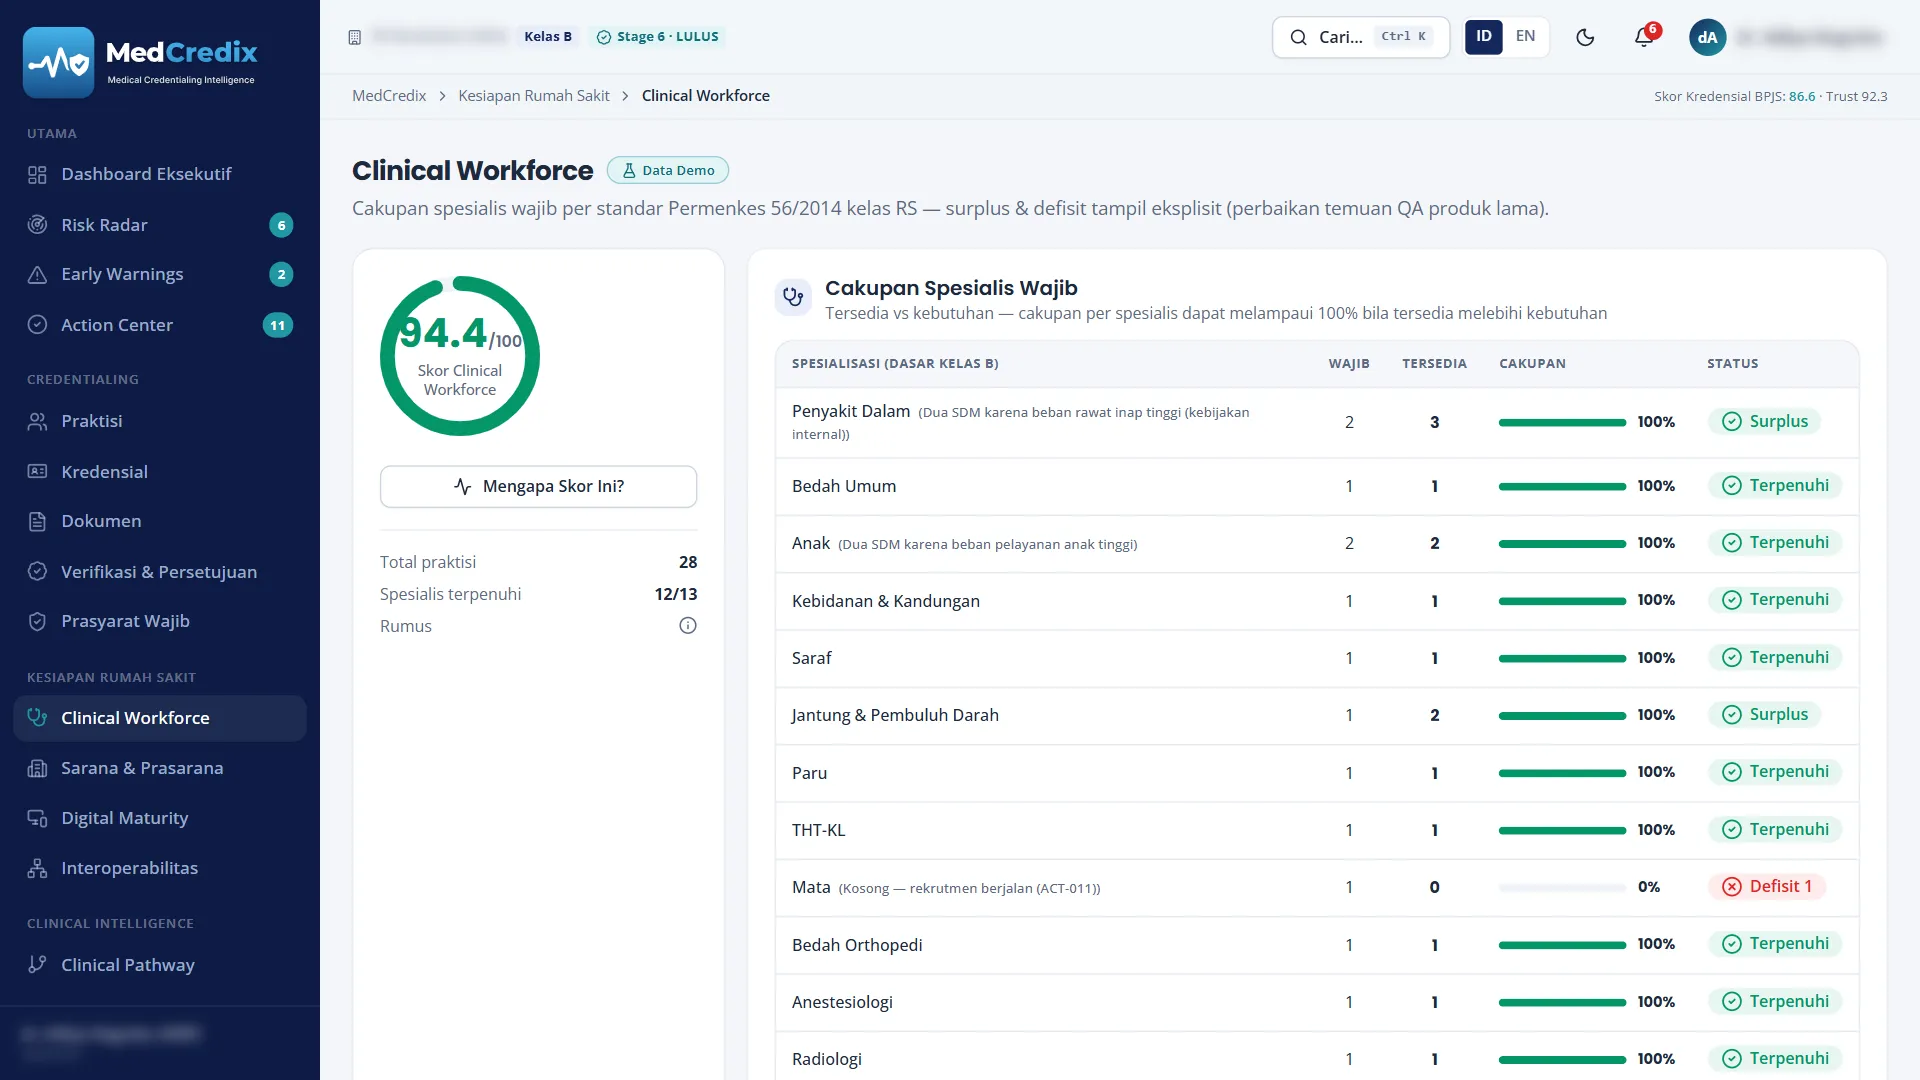 MedCredix
Medical Credentialing Intelligence
UTAMA
Dashboard Eksekutif
Risk Radar 6
Early Warnings 2
Action Center 11
CREDENTIALING
Praktisi
Kredensial
Dokumen
Verifikasi & Persetujuan
Prasyarat Wajib
KESIAPAN RUMAH SAKIT
Clinical Workforce
Sarana & Prasarana
Digital Maturity
Interoperabilitas
CLINICAL INTELLIGENCE
Clinical Pathway
Kelas B Stage 6 · LULUS Cari... Ctrl K ID EN 6 dA
MedCredix > Kesiapan Rumah Sakit > Clinical Workforce Skor Kredensial BPJS: 86.6 · Trust 92.3
Clinical Workforce Data Demo
Cakupan spesialis wajib per standar Permenkes 56/2014 kelas RS — surplus & defisit tampil eksplisit (perbaikan temuan QA produk lama).
94.4/100
Skor Clinical
Workforce
Mengapa Skor Ini?
Total praktisi 28
Spesialis terpenuhi 12/13
Rumus
Cakupan Spesialis Wajib
Tersedia vs kebutuhan — cakupan per spesialis dapat melampaui 100% bila tersedia melebihi kebutuhan
SPESIALISASI (DASAR KELAS B) WAJIB TERSEDIA CAKUPAN STATUS
Penyakit Dalam (Dua SDM karena beban rawat inap tinggi (kebijakan
internal)) 2 3 100% Surplus
Bedah Umum 1 1 100% Terpenuhi
Anak (Dua SDM karena beban pelayanan anak tinggi) 2 2 100% Terpenuhi
Kebidanan & Kandungan 1 1 100% Terpenuhi
Saraf 1 1 100% Terpenuhi
Jantung & Pembuluh Darah 1 2 100% Surplus
Paru 1 1 100% Terpenuhi
THT-KL 1 1 100% Terpenuhi
Mata (Kosong — rekrutmen berjalan (ACT-011)) 1 0 0% Defisit 1
Bedah Orthopedi 1 1 100% Terpenuhi
Anestesiologi 1 1 100% Terpenuhi
Radiologi 1 1 100% Terpenuhi